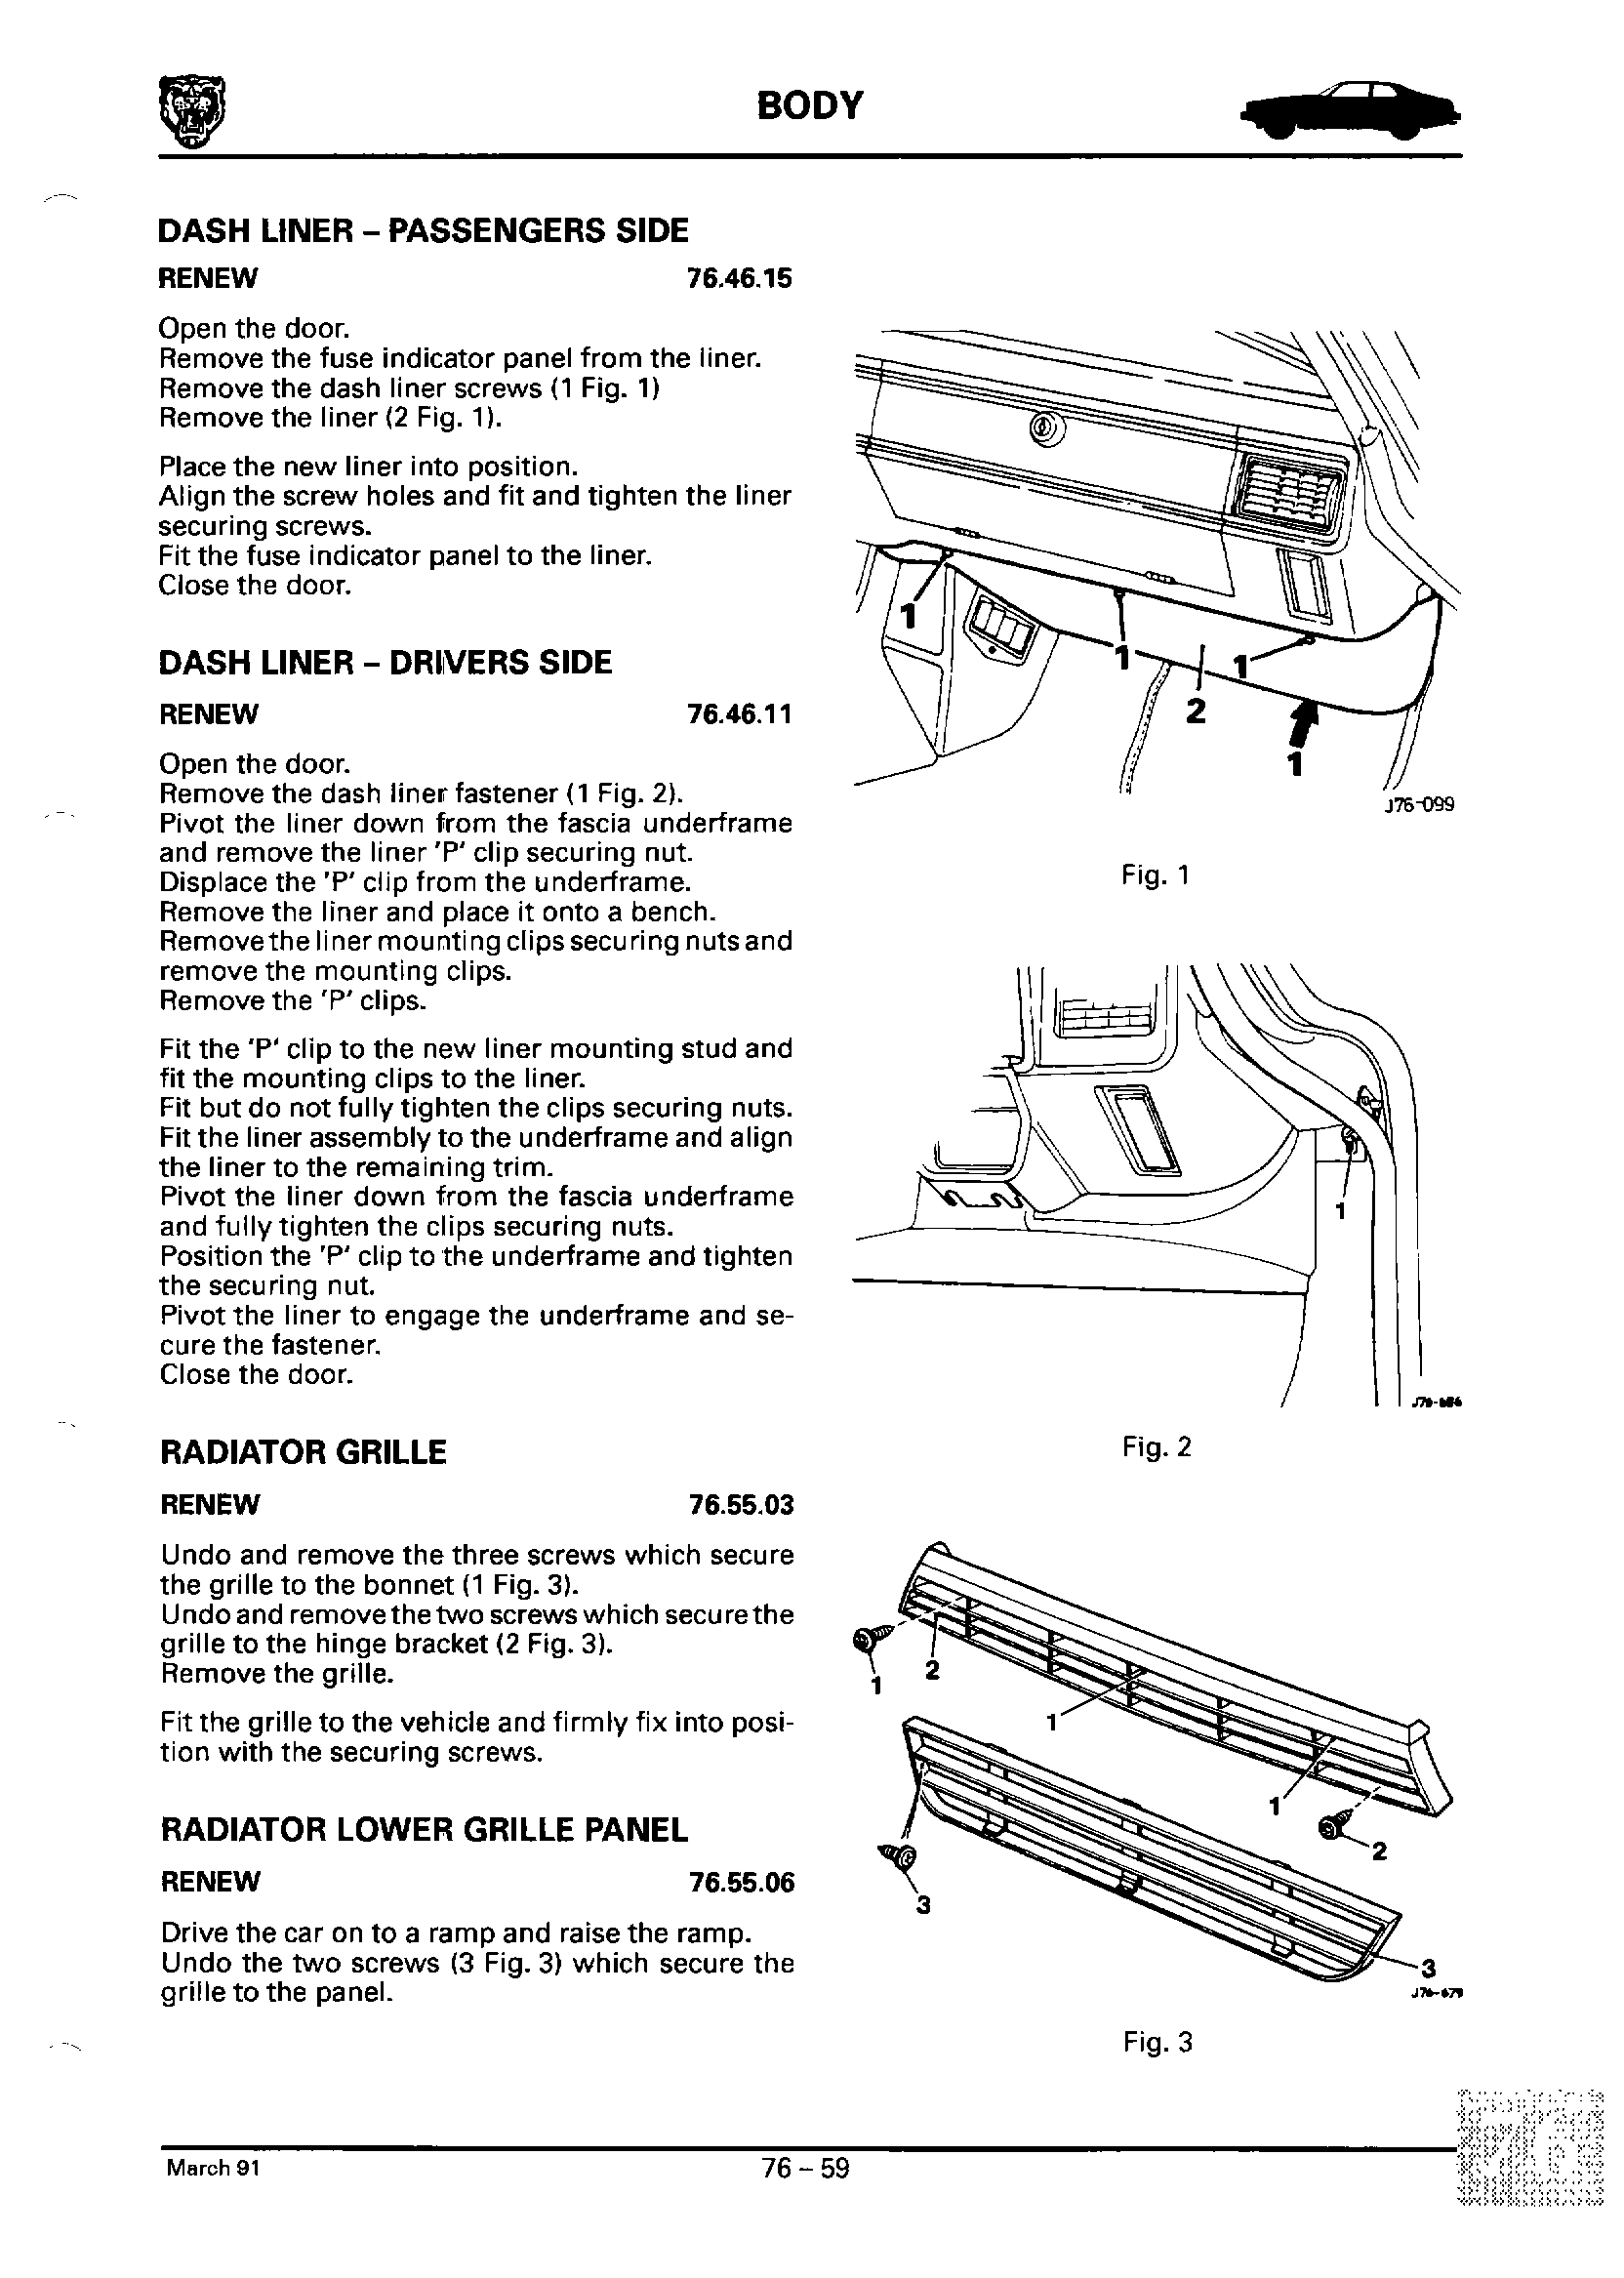 BODY
DASH LINER – PASSENGERS SIDE
RENEW 76.46.15
Open the door.
Remove the fuse indicator panel from the liner.
Remove the dash liner screws (1 Fig. 1)
Remove the liner (2 Fig. 1).
Place the new liner into position.
Align the screw holes and fit and tighten the liner
securing screws.
Fit the fuse indicator panel to the liner.
Close the door.
DASH LINER – DRIVERS SIDE
RENEW 76.46.11
Open the door.
Remove the dash liner fastener (1 Fig. 2).
Pivot the liner down from the fascia underframe
and remove the liner 'P' clip securing nut.
Displace the 'P' clip from the underframe.
Remove the liner and place it onto a bench.
Remove the liner mounting clips securing nuts and
remove the mounting clips.
Remove the 'P' clips.
Fit the 'P' clip to the new liner mounting stud and
fit the mounting clips to the liner.
Fit but do not fully tighten the clips securing nuts.
Fit the liner assembly to the underframe and align
the liner to the remaining trim.
Pivot the liner down from the fascia underframe
and fully tighten the clips securing nuts.
Position the 'P' clip to the underframe and tighten
the securing nut.
Pivot the liner to engage the underframe and se-
cure the fastener.
Close the door.
RADIATOR GRILLE
RENEW 76.55.03
Undo and remove the three screws which secure
the grille to the bonnet (1 Fig. 3).
Undo and remove the two screws which secure the
grille to the hinge bracket (2 Fig. 3).
Remove the grille.
Fit the grille to the vehicle and firmly fix into posi-
tion with the securing screws.
RADIATOR LOWER GRILLE PANEL
RENEW 76.55.06
Drive the car on to a ramp and raise the ramp.
Undo the two screws (3 Fig. 3) which secure the
grille to the panel.
1
1
1
2
1
J76-099
Fig. 1
1
Fig. 2
1
2
1
1
2
3
3
J76-679
Fig. 3
March 91
76 – 59